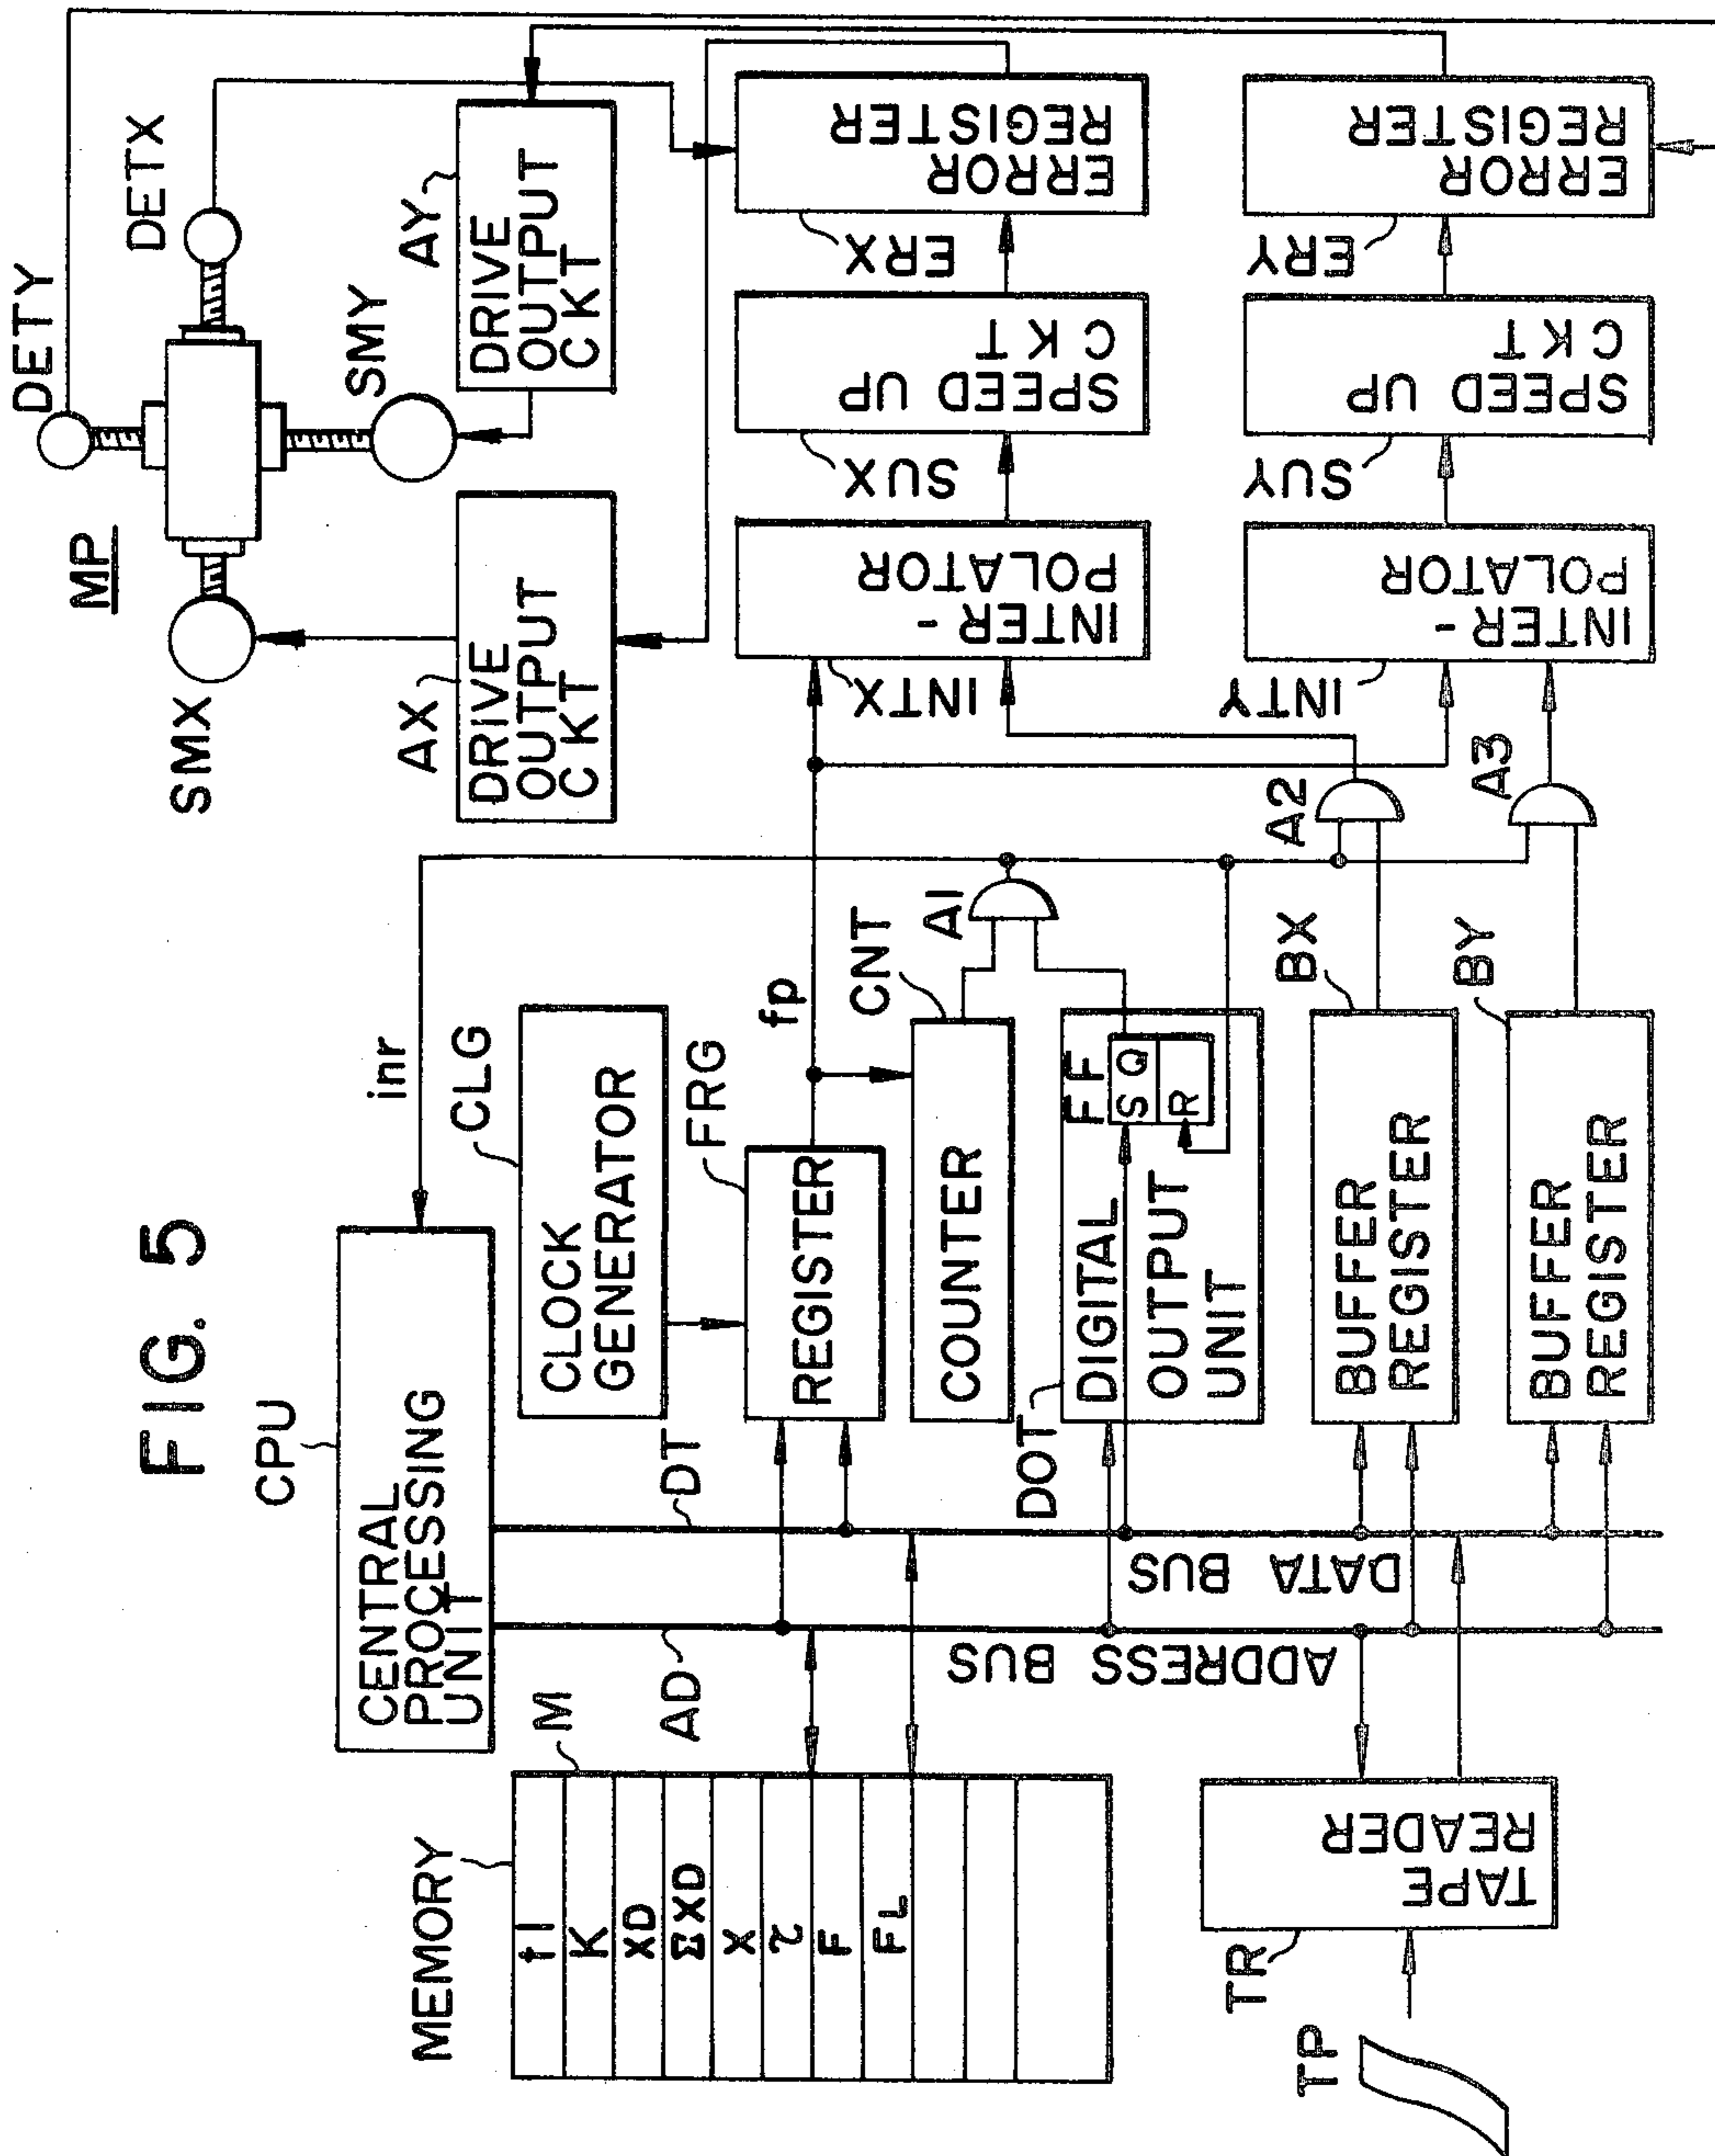 FIG. 5
CPU
CENTRAL
PROCESSING
UNIT
inr
MP
DETY
DETX
SMX
SMY
AX
DRIVE
OUTPUT
CKT
AY
DRIVE
OUTPUT
CKT
MEMORY
M
tl
K
XD
ΣXD
X
τ
F
FL
AD
ADDRESS BUS
DT
DATA BUS
CLG
CLOCK
GENERATOR
FRG
REGISTER
fp
CNT
COUNTER
A1
DOT
DIGITAL
OUTPUT
UNIT
FF
S Q
R
BX
BUFFER
REGISTER
BY
BUFFER
REGISTER
A2
A3
INTX
INTER-
POLATOR
SUX
SPEED UP
CKT
ERX
ERROR
REGISTER
INTY
INTER-
POLATOR
SUY
SPEED UP
CKT
ERY
ERROR
REGISTER
TP
TR
TAPE
READER